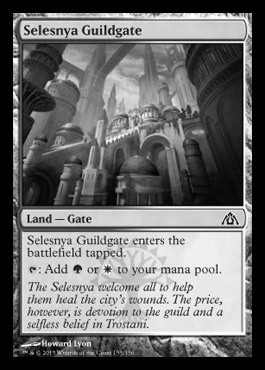 Selesnya Guildgate
Land — Gate
Selesnya Guildgate enters the
battlefield tapped.
: Add or to your mana pool.
The Selesnya welcome all to help
them heal the city's wounds. The price,
however, is devotion to the guild and a
selfless belief in Trostani.
Howard Lyon
™ & © 2013 Wizards of the Coast 153/156